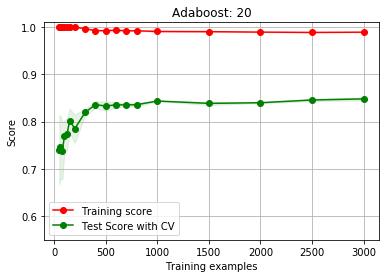 Adaboost: 20
Score
1.0
0.9
0.8
0.7
0.6
Training score
Test Score with CV
0 500 1000 1500 2000 2500 3000
Training examples